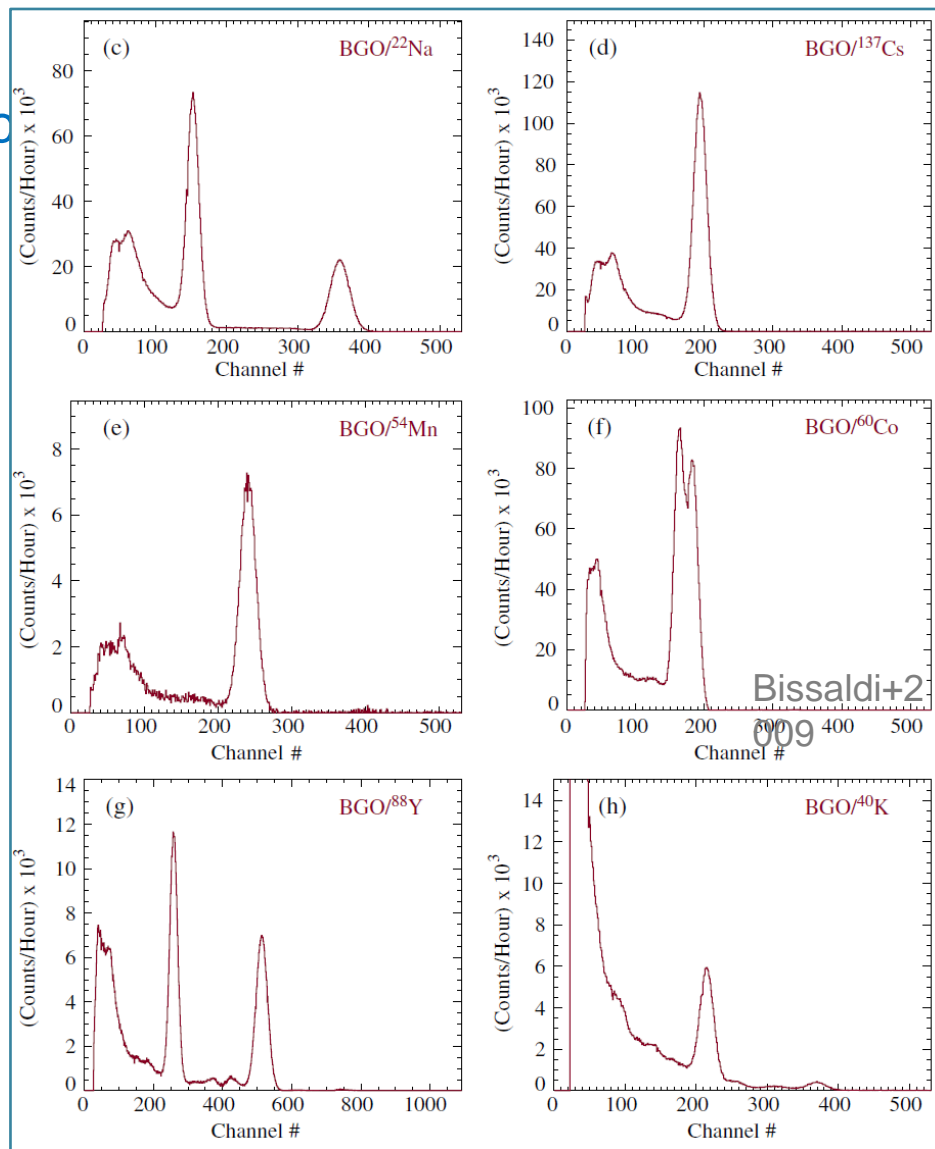 (c) BGO/²²Na
80
60
40
20
0
0 100 200 300 400 500
Channel #
(Counts/Hour) x 10³
(d) BGO/¹³⁷Cs
140
120
100
80
60
40
20
0
0 100 200 300 400 500
Channel #
(Counts/Hour) x 10³
(e) BGO/⁵⁴Mn
8
6
4
2
0
0 100 200 300 400 500
Channel #
(Counts/Hour) x 10³
(f) BGO/⁶⁰Co
100
80
60
40
20
0
0 100 200 300 400 500
Channel #
(Counts/Hour) x 10³
Bissaldi+2
009
(g) BGO/⁸⁸Y
14
12
10
8
6
4
2
0
0 200 400 600 800 1000
Channel #
(Counts/Hour) x 10³
(h) BGO/⁴⁰K
14
12
10
8
6
4
2
0
0 100 200 300 400 500
Channel #
(Counts/Hour) x 10³